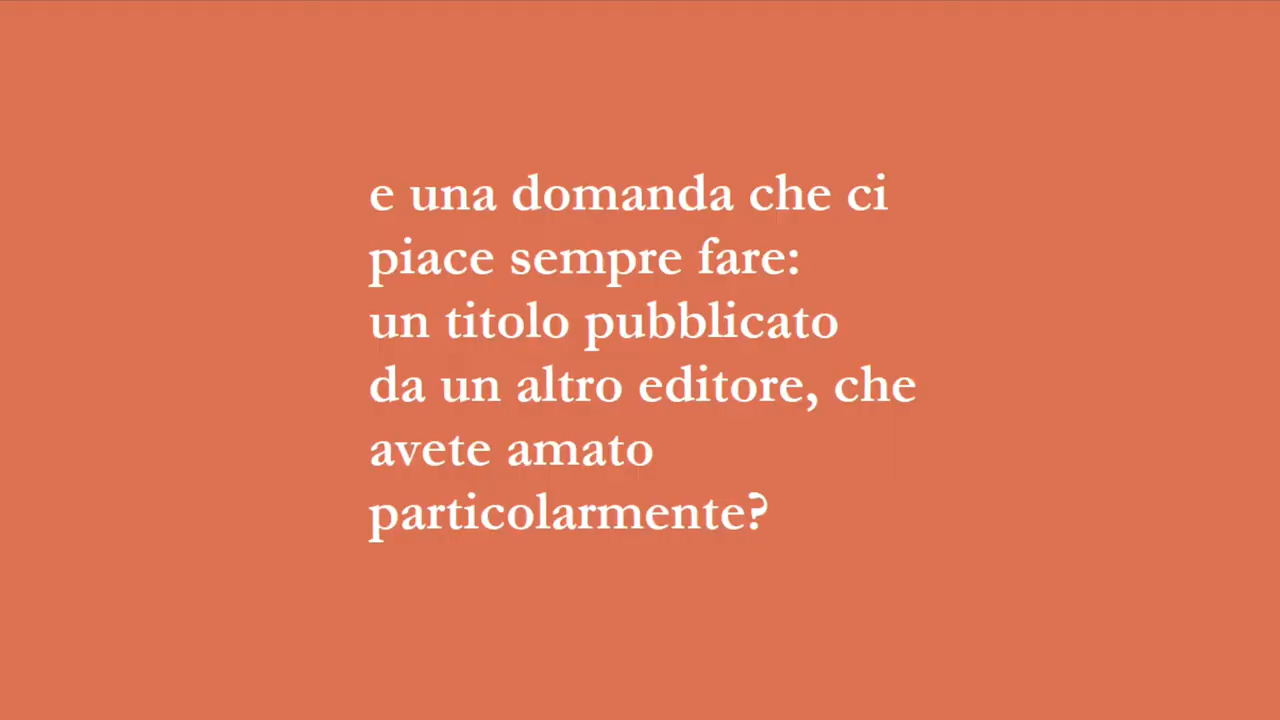 e una domanda che ci
piace sempre fare:
un titolo pubblicato
da un altro editore, che
avete amato
particolarmente?